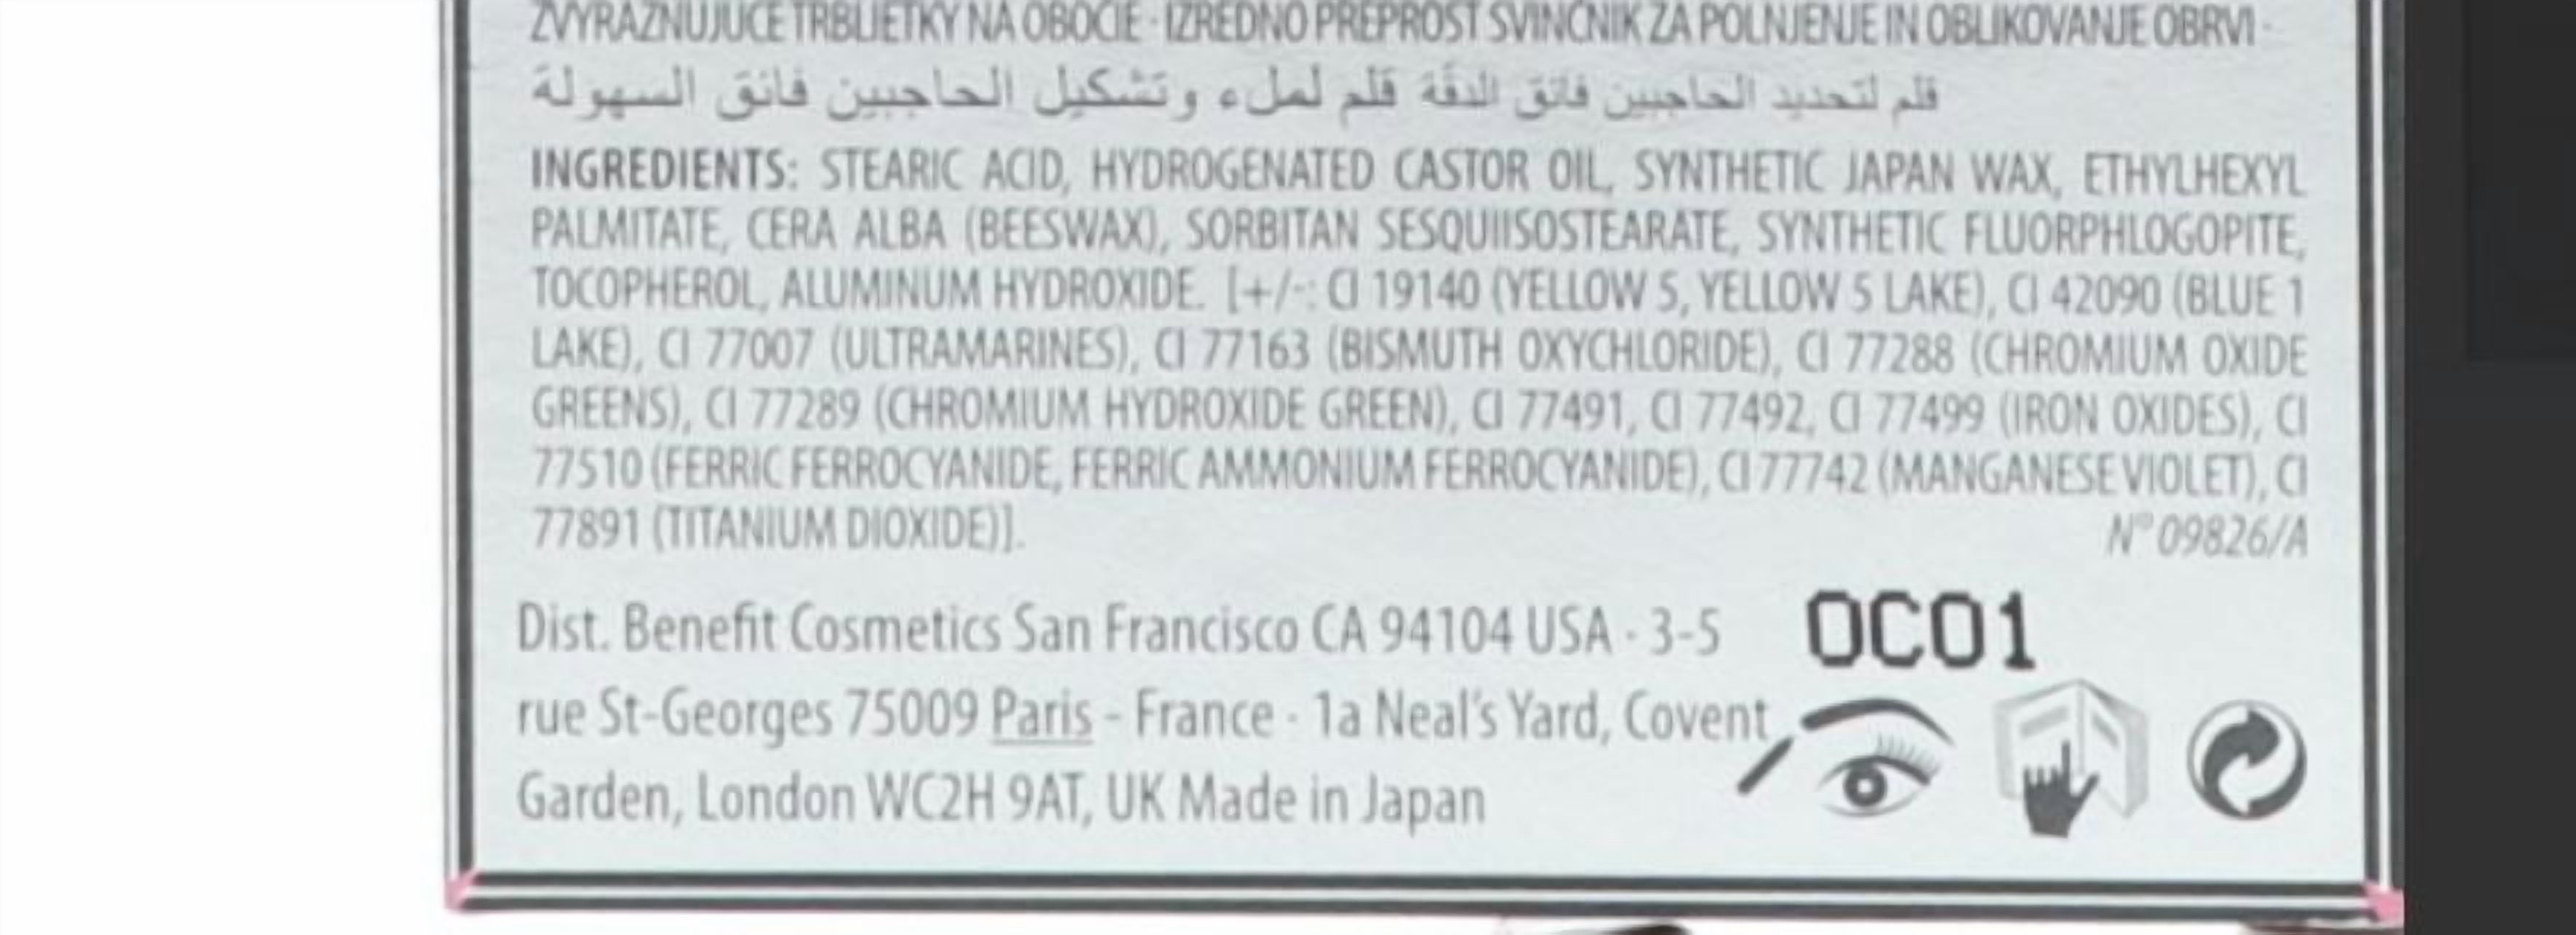 ZVÝRAZŇUJÚCE TRBLIETKY NA OBOČIE · IZREDNO PREPROST SVINČNIK ZA POLNJENJE IN OBLIKOVANJE OBRVI ·
قلم لتحديد الحاجبين فائق الدقّة قلم لملء وتشكيل الحاجبين فائق السهولة
INGREDIENTS: STEARIC ACID, HYDROGENATED CASTOR OIL, SYNTHETIC JAPAN WAX, ETHYLHEXYL
PALMITATE, CERA ALBA (BEESWAX), SORBITAN SESQUIISOSTEARATE, SYNTHETIC FLUORPHLOGOPITE,
TOCOPHEROL, ALUMINUM HYDROXIDE. [+/-: CI 19140 (YELLOW 5, YELLOW 5 LAKE), CI 42090 (BLUE 1
LAKE), CI 77007 (ULTRAMARINES), CI 77163 (BISMUTH OXYCHLORIDE), CI 77288 (CHROMIUM OXIDE
GREENS), CI 77289 (CHROMIUM HYDROXIDE GREEN), CI 77491, CI 77492, CI 77499 (IRON OXIDES), CI
77510 (FERRIC FERROCYANIDE, FERRIC AMMONIUM FERROCYANIDE), CI 77742 (MANGANESE VIOLET), CI
77891 (TITANIUM DIOXIDE)].
N° 09826/A
Dist. Benefit Cosmetics San Francisco CA 94104 USA · 3-5
rue St-Georges 75009 Paris - France · 1a Neal's Yard, Covent
Garden, London WC2H 9AT, UK Made in Japan
0C01